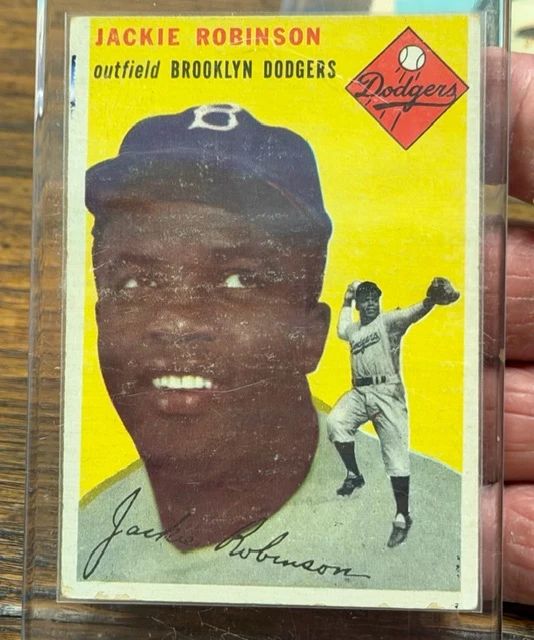 JACKIE ROBINSON
outfield BROOKLYN DODGERS
Dodgers
B
Dodgers
Jackie Robinson